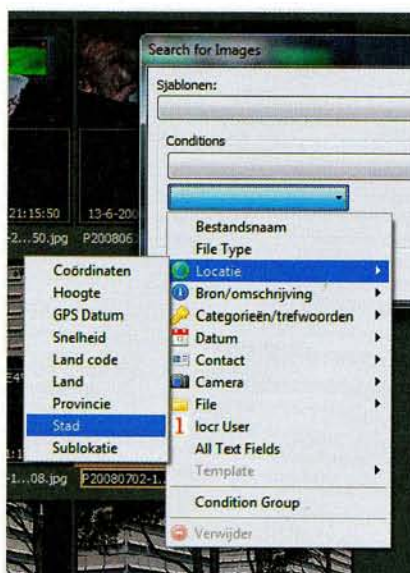 Search for Images
Sjablonen:
Conditions
21:15:50
13-6-200
-2...50.jpg
P200806
Bestandsnaam
File Type
Locatie
Bron/omschrijving
Categorieën/trefwoorden
Datum
Contact
Camera
File
locr User
All Text Fields
Template
Condition Group
Verwijder
Coördinaten
Hoogte
GPS Datum
Snelheid
Land code
Land
Provincie
Stad
Sublokatie
-1...08.jpg
P20080702-1...